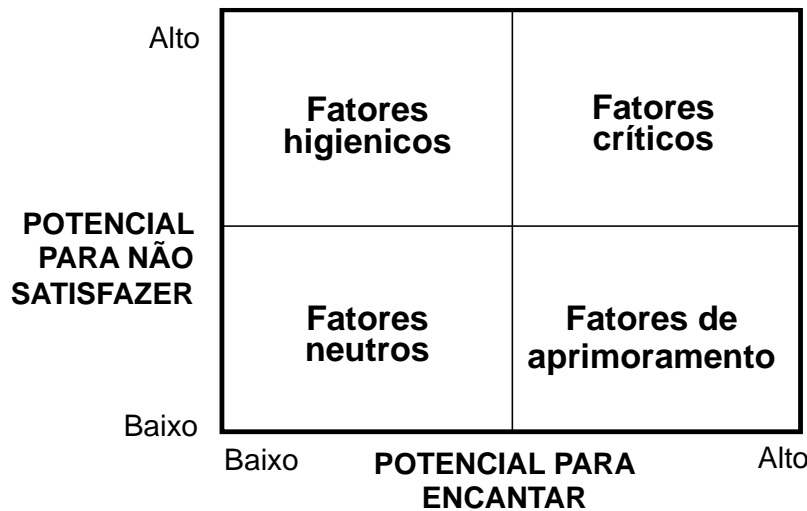 Alto
Fatores
higienicos
Fatores
críticos
POTENCIAL
PARA NÃO
SATISFAZER
Fatores
neutros
Fatores de
aprimoramento
Baixo
Baixo
POTENCIAL PARA
ENCANTAR
Alto